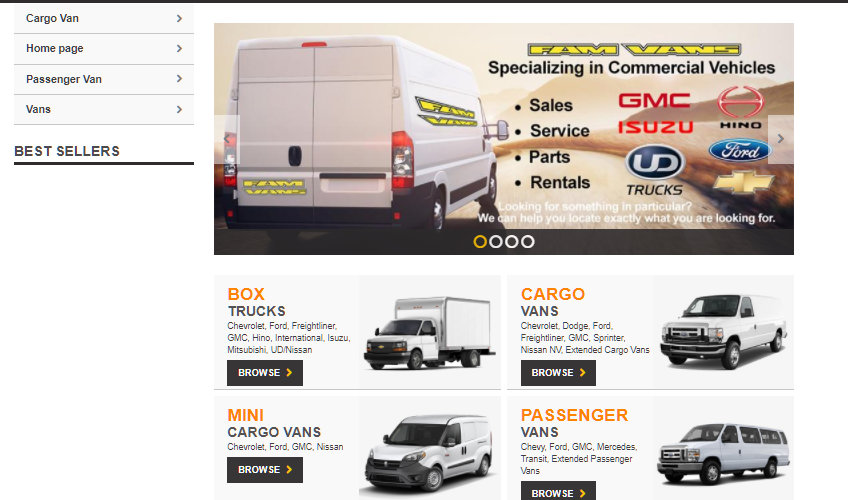 Cargo Van
Home page
Passenger Van
Vans
BEST SELLERS
FAM VANS
Specializing in Commercial Vehicles
• Sales
• Service
• Parts
• Rentals
GMC
HINO
ISUZU
UD
TRUCKS
Ford
FAM
VANS
FAM
VANS
Looking for something in particular?
We can help you locate exactly what you are looking for.
BOX
TRUCKS
Chevrolet, Ford, Freightliner,
GMC, Hino, International, Isuzu,
Mitsubishi, UD/Nissan
BROWSE
CARGO
VANS
Chevrolet, Dodge, Ford,
Freightliner, GMC, Sprinter,
Nissan NV, Extended Cargo Vans
BROWSE
MINI
CARGO VANS
Chevrolet, Ford, GMC, Nissan
BROWSE
PASSENGER
VANS
Chevy, Ford, GMC, Mercedes,
Transit, Extended Passenger
Vans
BROWSE